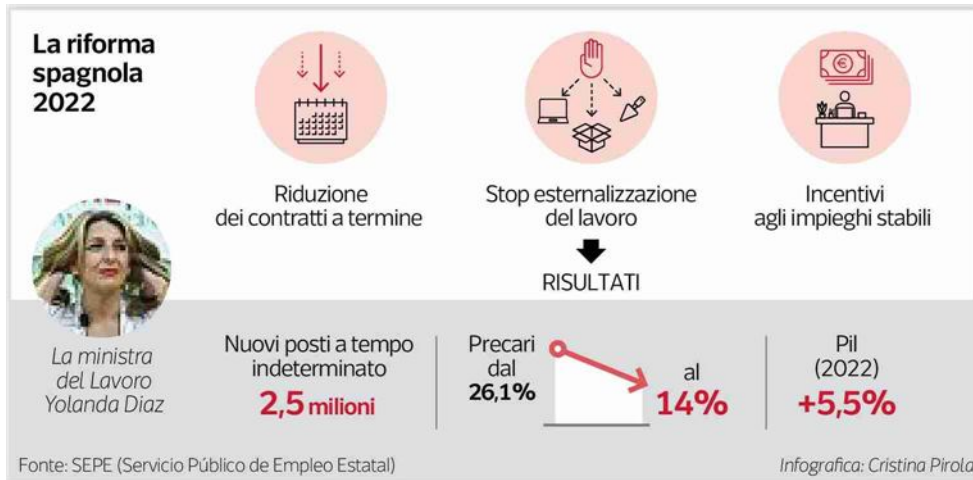 La riforma
spagnola
2022
Riduzione
dei contratti a termine
Stop esternalizzazione
del lavoro
Incentivi
agli impieghi stabili
RISULTATI
La ministra
del Lavoro
Yolanda Diaz
Nuovi posti a tempo
indeterminato
2,5 milioni
Precari
dal
26,1%
al
14%
Pil
(2022)
+5,5%
Fonte: SEPE (Servicio Público de Empleo Estatal)
Infografica: Cristina Pirola